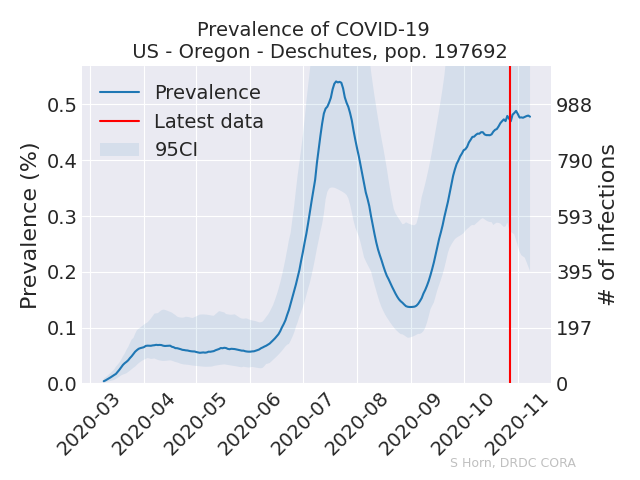 Prevalence of COVID-19
US - Oregon - Deschutes, pop. 197692
Prevalence
Latest data
95CI
Prevalence (%)
0.5
0.4
0.3
0.2
0.1
0.0
988
790
593
395
197
0
# of infections
2020-03
2020-04
2020-05
2020-06
2020-07
2020-08
2020-09
2020-10
2020-11
S Horn, DRDC CORA